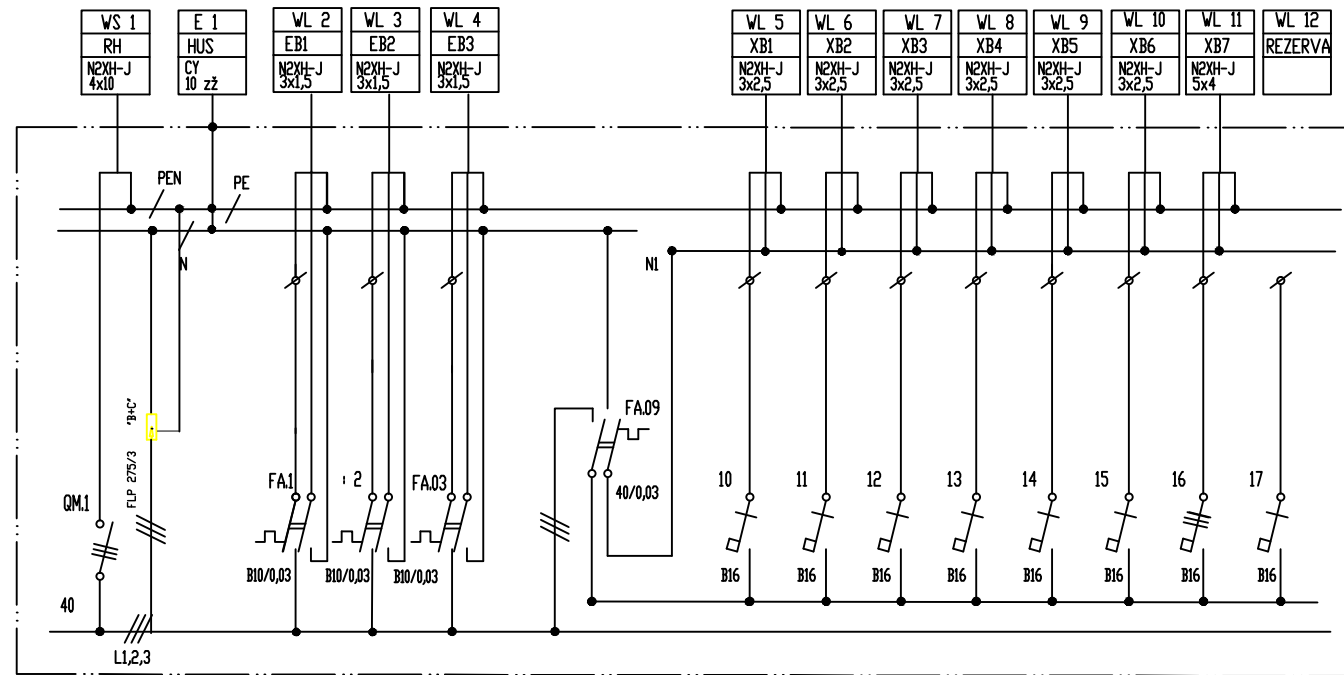 WS 1
RH
N2XH-J
4x10
E 1
HUS
CY
10 zž
WL 2
EB1
N2XH-J
3x1,5
WL 3
EB2
N2XH-J
3x1,5
WL 4
EB3
N2XH-J
3x1,5
WL 5
XB1
N2XH-J
3x2,5
WL 6
XB2
N2XH-J
3x2,5
WL 7
XB3
N2XH-J
3x2,5
WL 8
XB4
N2XH-J
3x2,5
WL 9
XB5
N2XH-J
3x2,5
WL 10
XB6
N2XH-J
3x2,5
WL 11
XB7
N2XH-J
5x4
WL 12
REZERVA
PEN
PE
N
N1
"B+C"
FLP 275/3
QM.1
40
L1,2,3
FA.1
B10/0,03
2
B10/0,03
FA.03
B10/0,03
FA.09
40/0,03
10
11
12
13
14
15
16
17
B16
B16
B16
B16
B16
B16
B16
B16